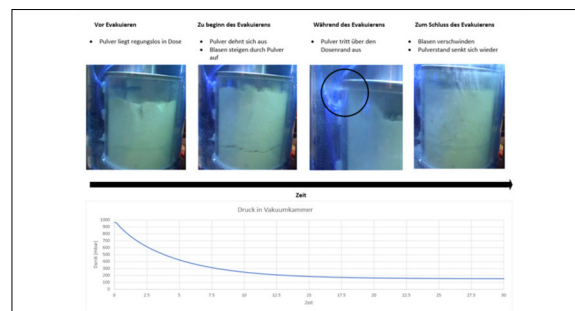 Vor Evakuieren
• Pulver liegt regungslos in Dose
Zu beginn des Evakuierens
• Pulver dehnt sich aus
• Blasen steigen durch Pulver
auf
Während des Evakuierens
• Pulver tritt über den
Dosenrand aus
Zum Schluss des Evakuierens
• Blasen verschwinden
• Pulverstand senkt sich wieder
Zeit
Druck in Vakuumkammer
Durck [mbar]
1000
900
800
700
600
500
400
300
200
100
0
0 2.5 5 7.5 10 12.5 15 17.5 20 22.5 25 27.5 30
Zeit